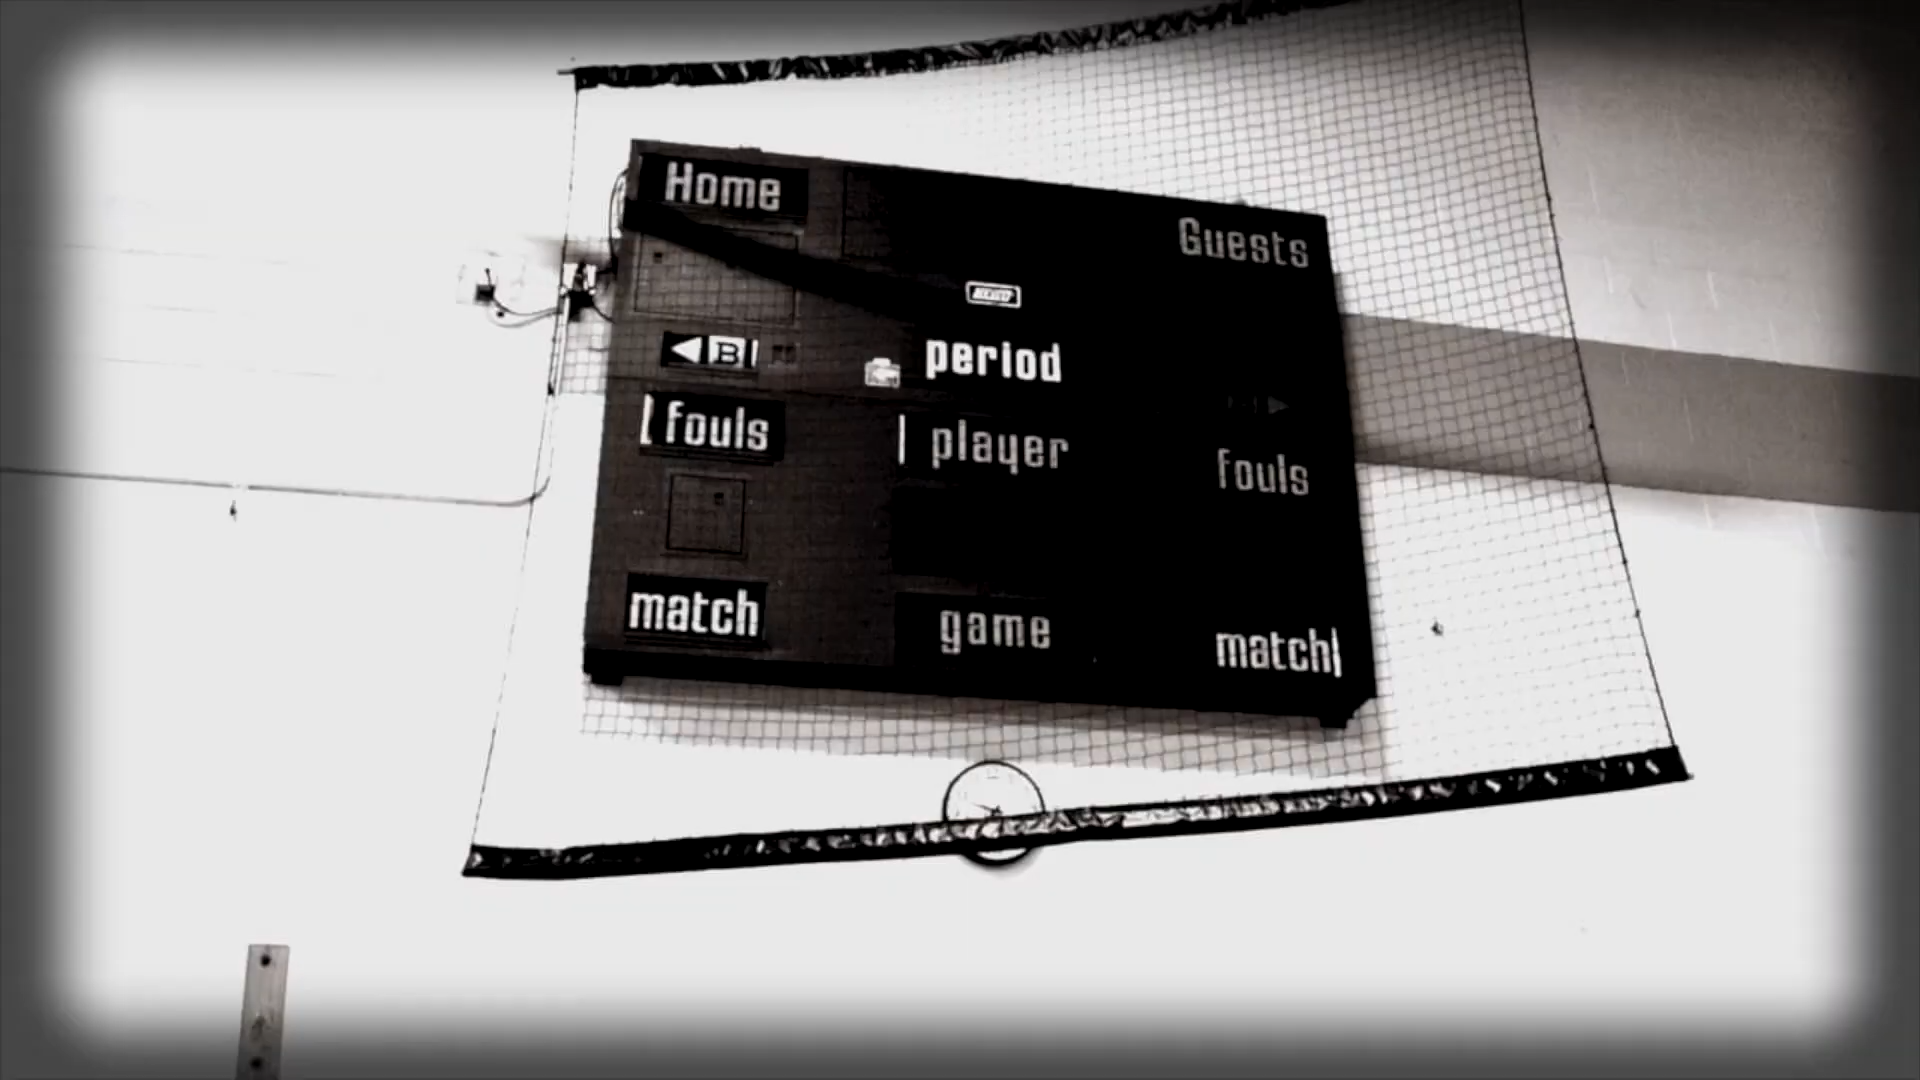 Home
Guests
B
period
fouls
player
fouls
match
game
match